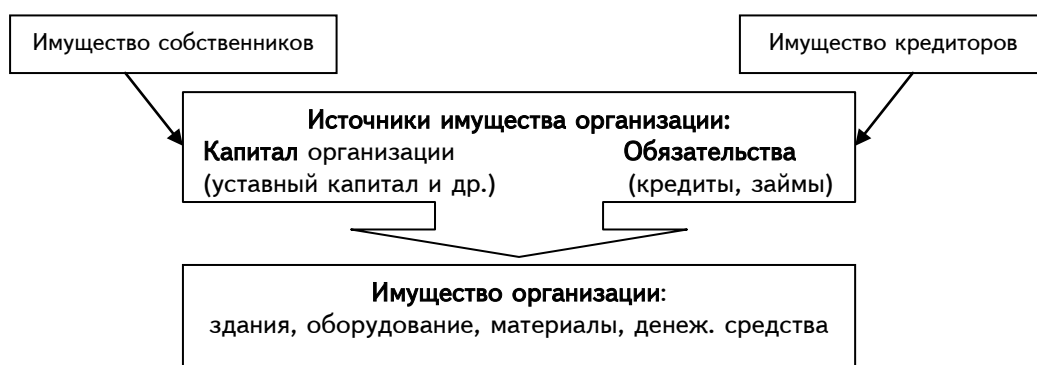 Имущество собственников
Имущество кредиторов
Источники имущества организации:
Капитал организации Обязательства
(уставный капитал и др.) (кредиты, займы)
Имущество организации:
здания, оборудование, материалы, денеж. средства